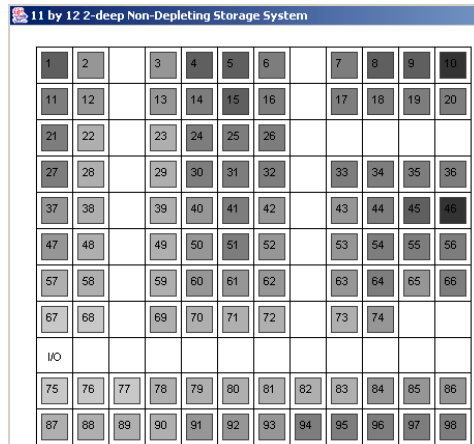 11 by 12 2-deep Non-Depleting Storage System
1 2 3 4 5 6 7 8 9 10
11 12 13 14 15 16 17 18 19 20
21 22 23 24 25 26
27 28 29 30 31 32 33 34 35 36
37 38 39 40 41 42 43 44 45 46
47 48 49 50 51 52 53 54 55 56
57 58 59 60 61 62 63 64 65 66
67 68 69 70 71 72 73 74
I/O
75 76 77 78 79 80 81 82 83 84 85 86
87 88 89 90 91 92 93 94 95 96 97 98